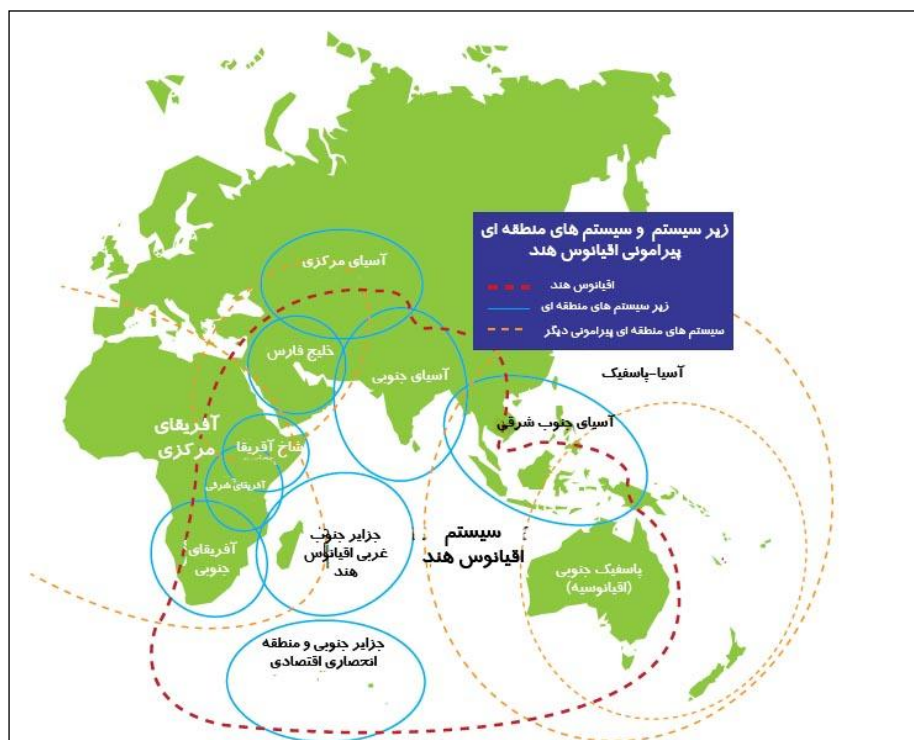 زیر سیستم و سیستم های منطقه ای
پیرامونی اقیانوس هند
اقیانوس هند
زیر سیستم های منطقه ای
سیستم های منطقه ای پیرامونی دیگر
آسیای مرکزی
خلیج فارس
آسیای جنوبی
آسیا-پاسفیک
آسیای جنوب شرقی
آفریقای
مرکزی
شاخ آفریقا
آفریقای شرقی
آفریقای
جنوبی
جزایر جنوب
غربی اقیانوس
هند
سیستم
اقیانوس هند
پاسفیک جنوبی
(اقیانوسیه)
جزایر جنوبی و منطقه
انحصاری اقتصادی